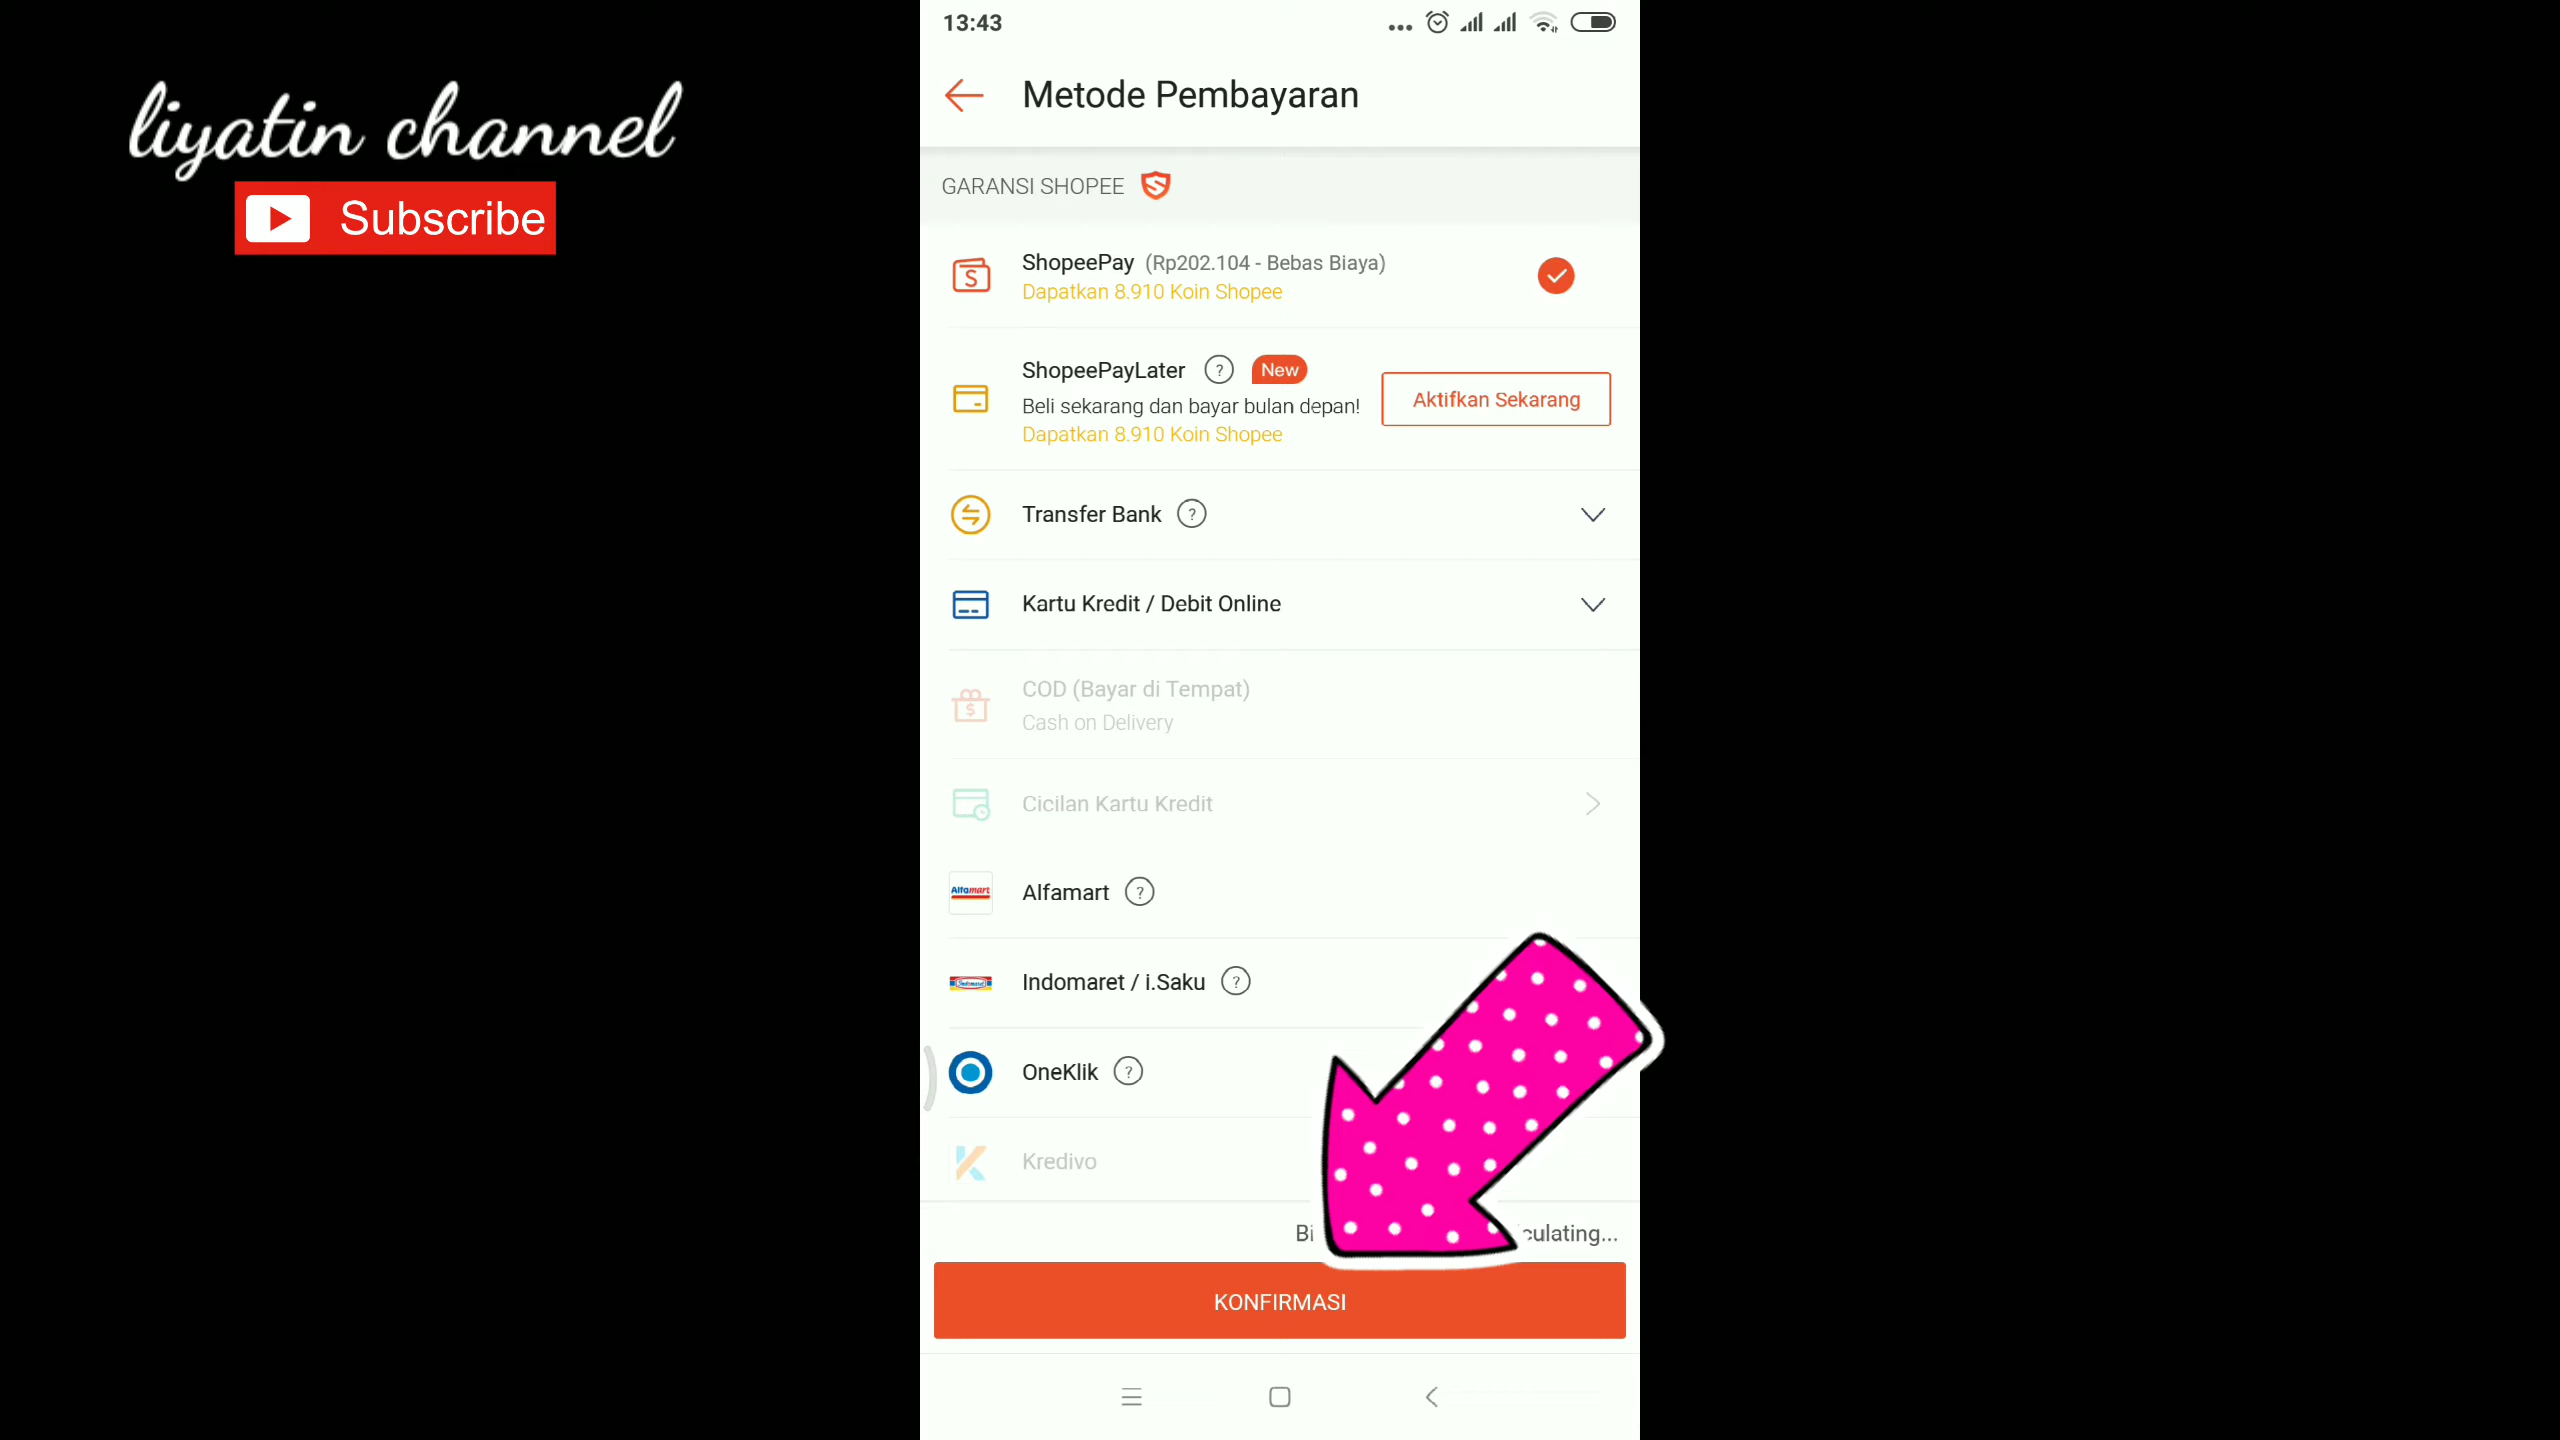 liyatin channel
Subscribe
13:43
Metode Pembayaran
GARANSI SHOPEE
ShopeePay (Rp202.104 - Bebas Biaya)
Dapatkan 8.910 Koin Shopee
ShopeePayLater ? New
Beli sekarang dan bayar bulan depan!
Dapatkan 8.910 Koin Shopee
Aktifkan Sekarang
Transfer Bank ?
Kartu Kredit / Debit Online
COD (Bayar di Tempat)
Cash on Delivery
Cicilan Kartu Kredit
Alfamart
Alfamart ?
Indomaret
Indomaret / i.Saku ?
OneKlik ?
Kredivo
KONFIRMASI